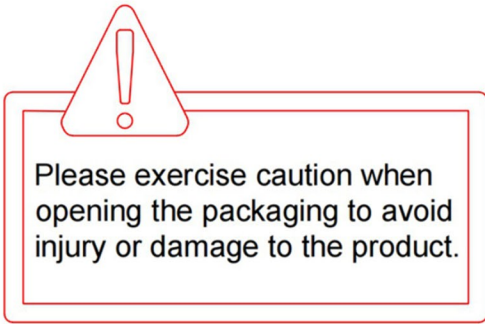 Please exercise caution when
opening the packaging to avoid
injury or damage to the product.